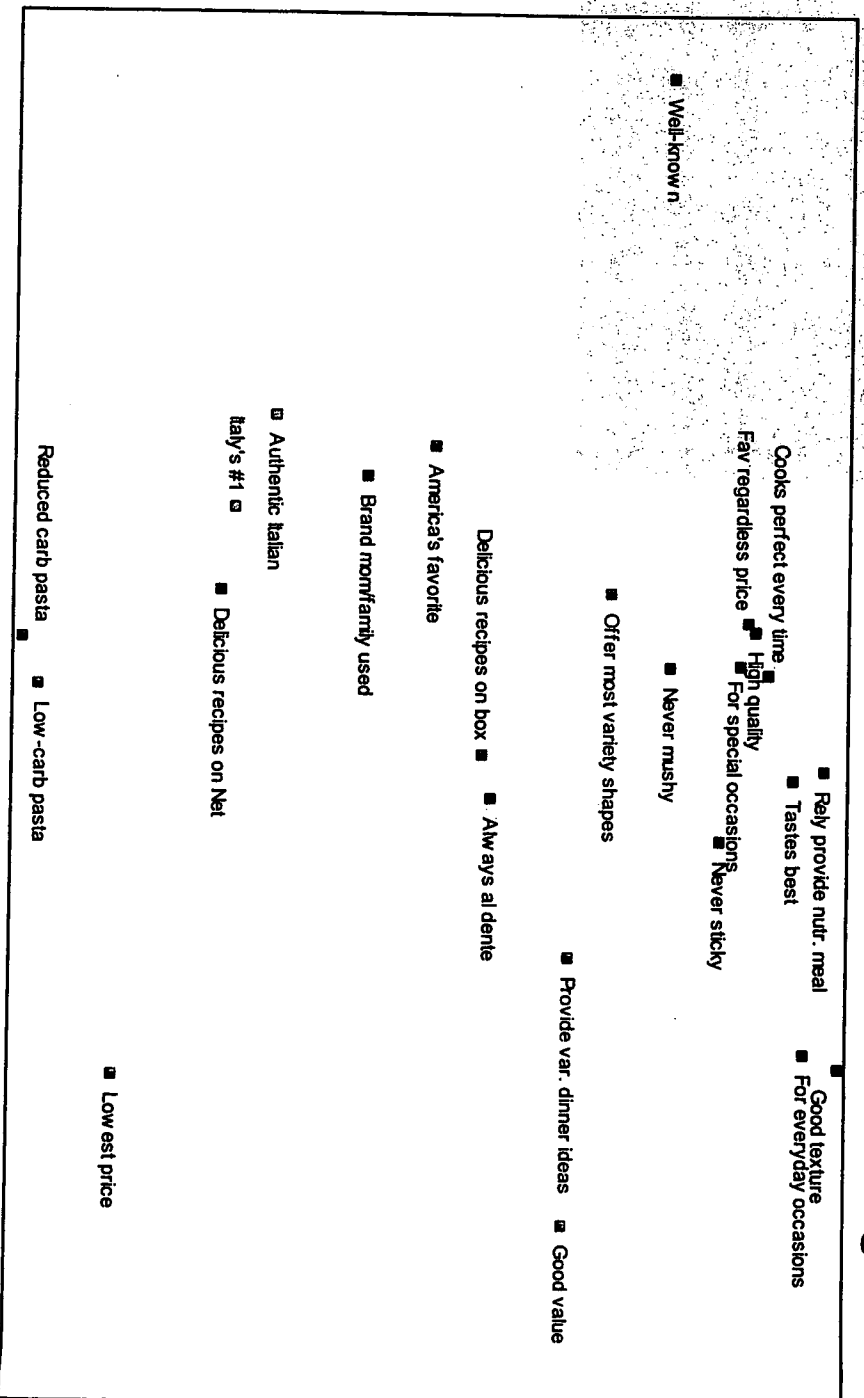 Good texture
For everyday occasions
Rely provide nutr. meal
Tastes best
Cooks perfect every time
High quality
Fav regardless price
For special occasions
Never sticky
Well-known
Never mushy
Offer most variety shapes
Provide var. dinner ideas
Good value
Always al dente
Delicious recipes on box
America's favorite
Brand mom/family used
Authentic Italian
Italy's #1
Delicious recipes on Net
Lowest price
Low-carb pasta
Reduced carb pasta